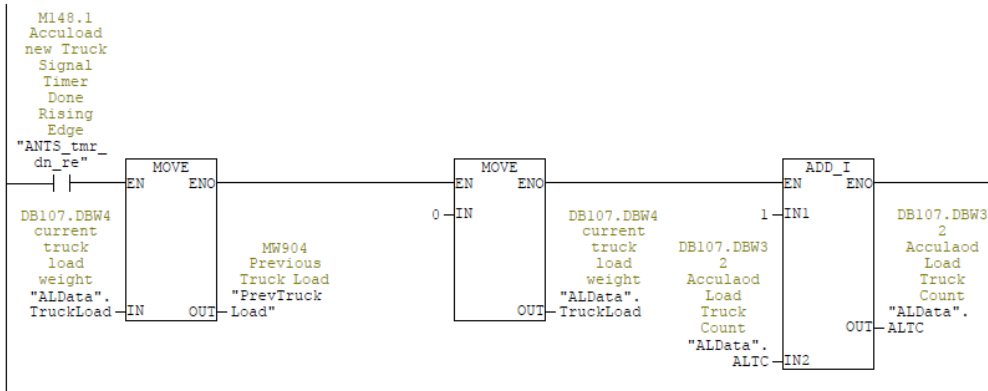 M148.1
Accuload
new Truck
Signal
Timer
Done
Rising
Edge
"ANTS_tmr_
dn_re"
MOVE
EN ENO
DB107.DBW4
current
truck
load
weight
"ALData".
TruckLoad
IN OUT
MW904
Previous
Truck Load
"PrevTruck
Load"
MOVE
EN ENO
0
IN
OUT
DB107.DBW4
current
truck
load
weight
"ALData".
TruckLoad
ADD_I
EN ENO
1
IN1
DB107.DBW3
2
Acculaod
Load
Truck
Count
"ALData".
ALTC
IN2
OUT
DB107.DBW3
2
Acculaod
Load
Truck
Count
"ALData".
ALTC